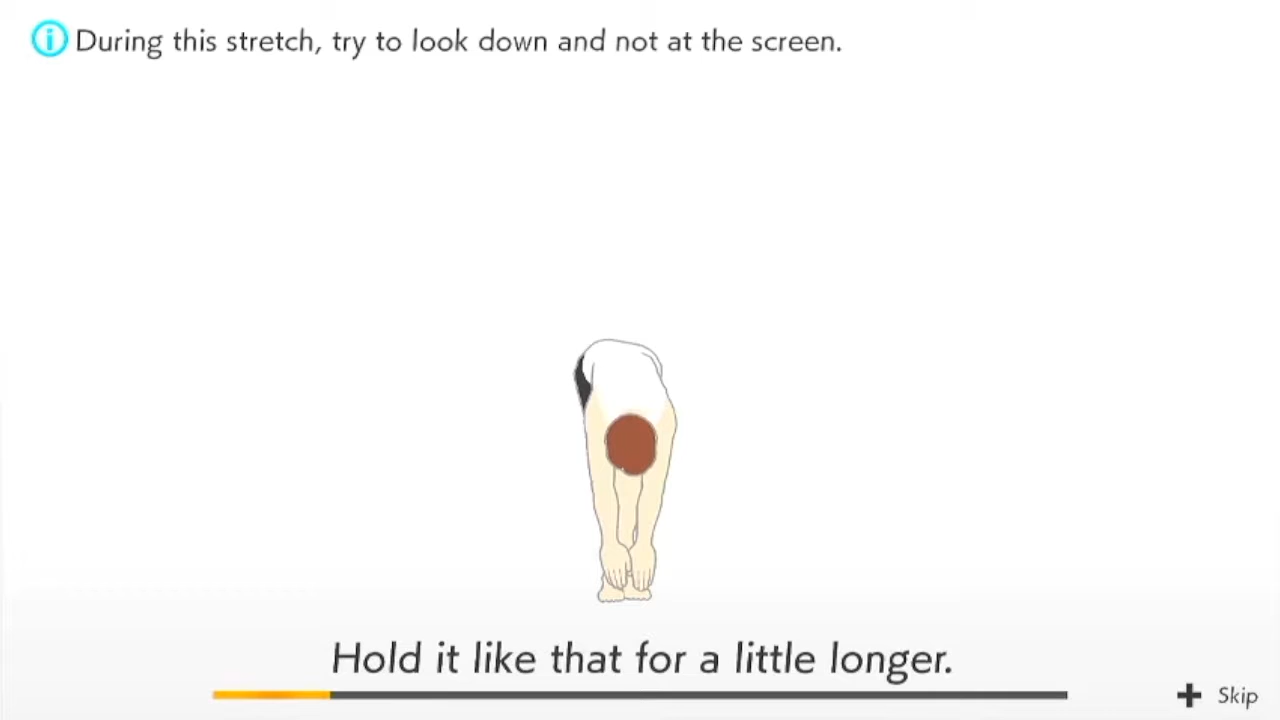 During this stretch, try to look down and not at the screen.
Hold it like that for a little longer.
Skip